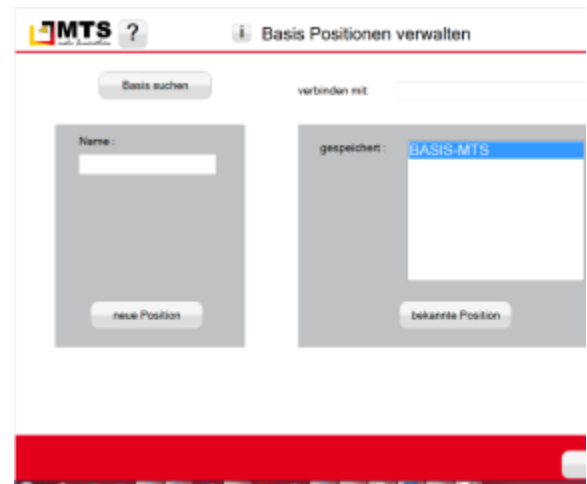 MTS ?
i Basis Positionen verwalten
Basis suchen
verbinden mit:
Name :
gespeichert :
BASIS-MTS
neue Position
bekannte Position